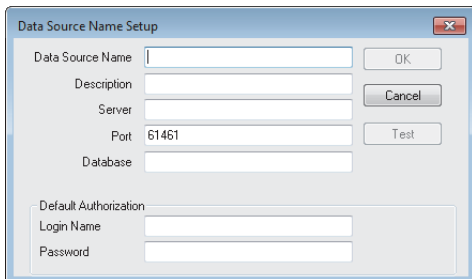 Data Source Name Setup
Data Source Name
OK
Description
Cancel
Server
Port 61461
Test
Database
Default Authorization
Login Name
Password